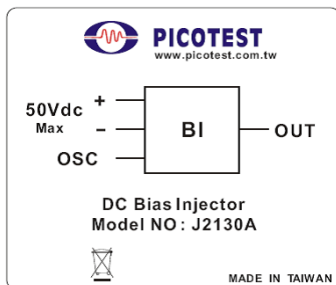 PICOTEST
www.picotest.com.tw
50Vdc
Max
+
-
OSC
BI
OUT
DC Bias Injector
Model NO : J2130A
MADE IN TAIWAN